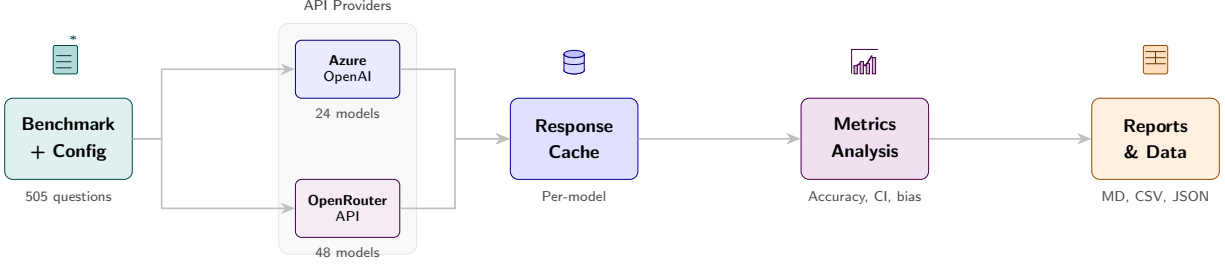 API Providers
*
Benchmark
+ Config
505 questions
Azure
OpenAI
24 models
OpenRouter
API
48 models
Response
Cache
Per-model
Metrics
Analysis
Accuracy, CI, bias
Reports
& Data
MD, CSV, JSON